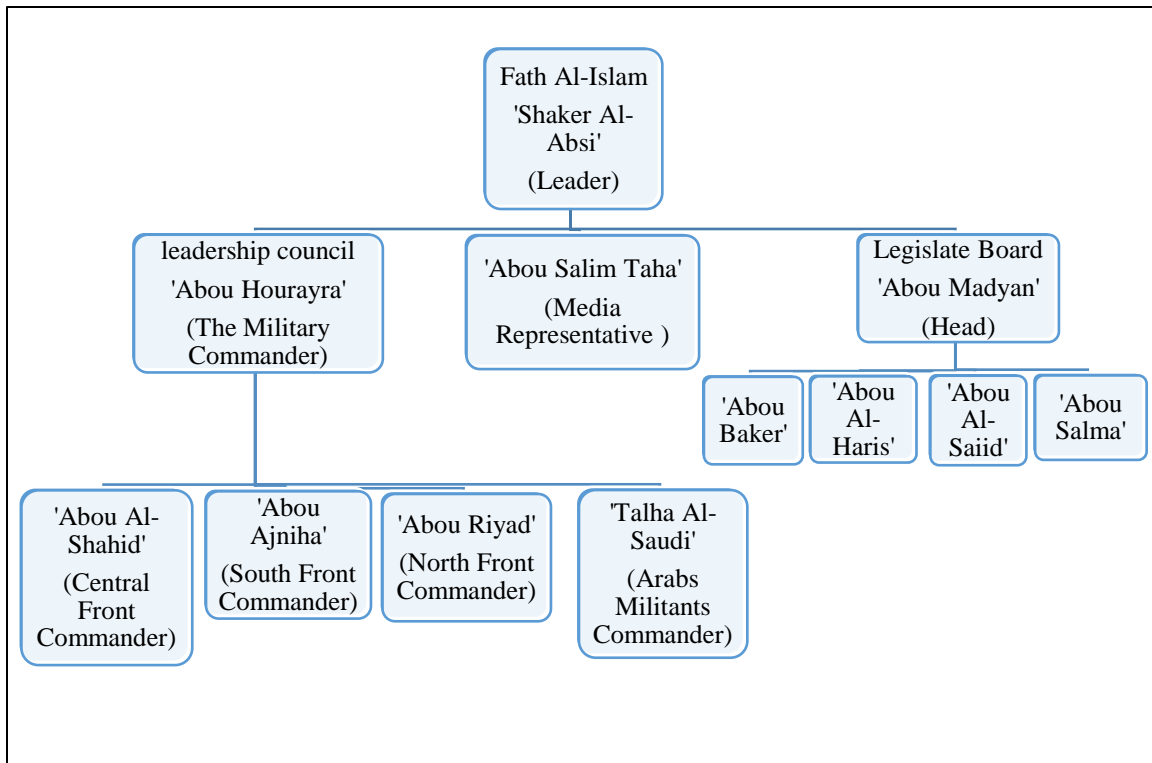 Fath Al-Islam
'Shaker Al-
Absi'
(Leader)
leadership council
'Abou Hourayra'
(The Military
Commander)
'Abou Salim Taha'
(Media
Representative )
Legislate Board
'Abou Madyan'
(Head)
'Abou
Baker'
'Abou
Al-
Haris'
'Abou
Al-
Saiid'
'Abou
Salma'
'Abou Al-
Shahid'
(Central
Front
Commander)
'Abou
Ajniha'
(South Front
Commander)
'Abou Riyad'
(North Front
Commander)
'Talha Al-
Saudi'
(Arabs
Militants
Commander)